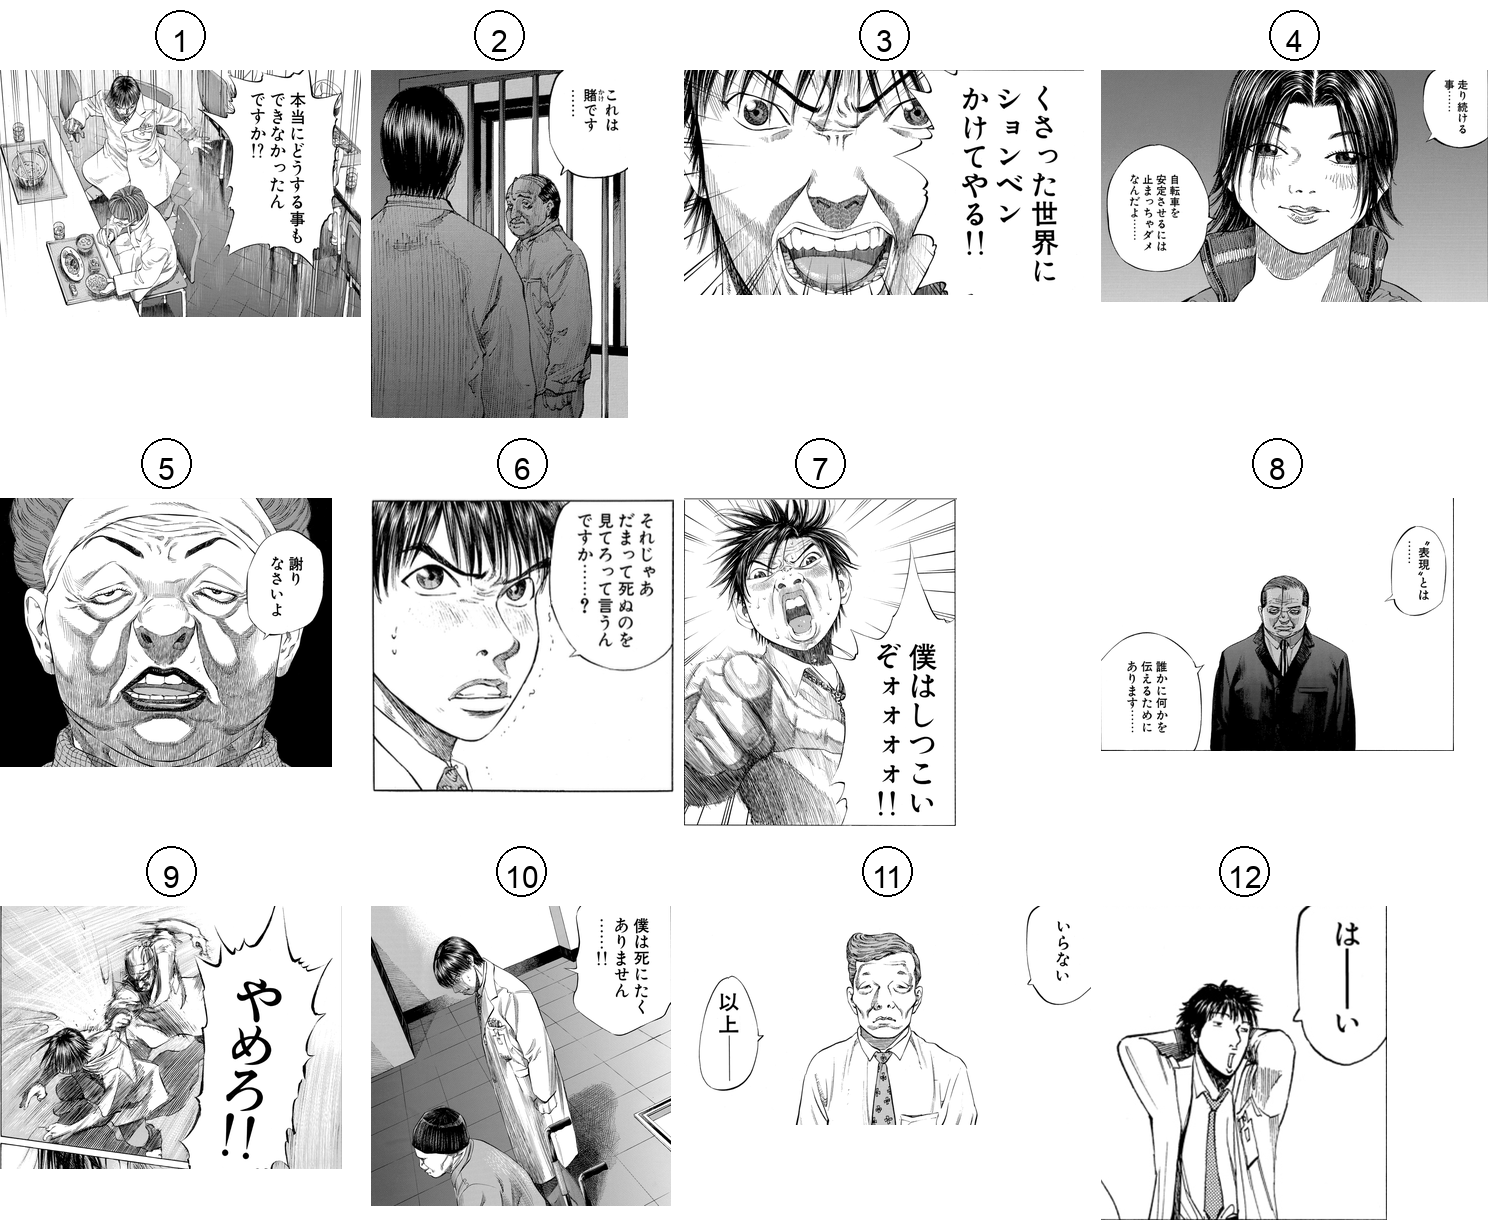 1
本当にどうする事も
できなかったん
ですか!?
2
これは
賭です
かけ
……
3
くさった世界に
ションベン
かけてやる!!
4
走り続ける
事……
自転車を
安定させるには
止まっちゃダメ
なんだよ……
5
謝り
なさいよ
6
それじゃあ
だまって死ぬのを
見てろって言うん
ですか……?
7
僕はしつこい
ぞォォォォ!!
8
〝表現〟とは
……
誰かに何かを
伝えるために
あります……
9
やめろ!!
10
僕は死にたく
ありません
……!!
11
いらない
以上――
12
は――い